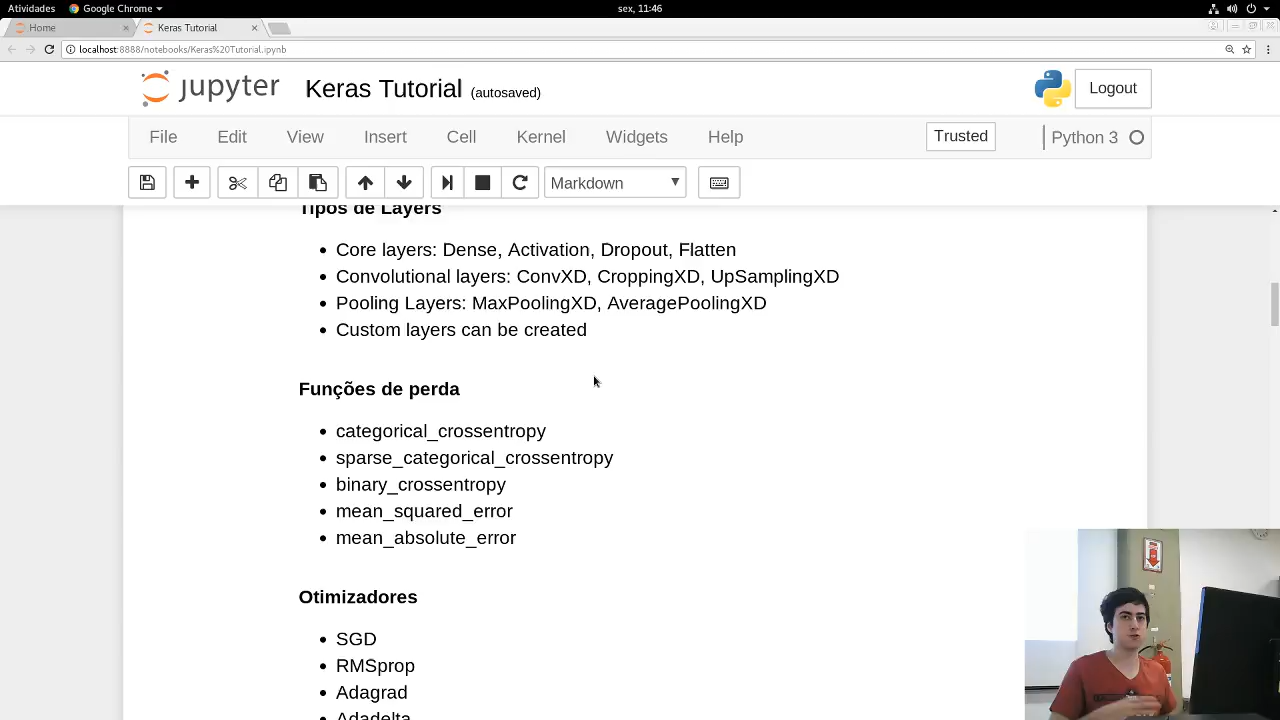 Atividades Google Chrome sex, 11:46
Home Keras Tutorial
localhost:8888/notebooks/Keras%20Tutorial.ipynb
jupyter Keras Tutorial (autosaved) Logout
File Edit View Insert Cell Kernel Widgets Help Trusted Python 3
Markdown
Tipos de Layers
Core layers: Dense, Activation, Dropout, Flatten
Convolutional layers: ConvXD, CroppingXD, UpSamplingXD
Pooling Layers: MaxPoolingXD, AveragePoolingXD
Custom layers can be created
Funções de perda
categorical_crossentropy
sparse_categorical_crossentropy
binary_crossentropy
mean_squared_error
mean_absolute_error
Otimizadores
SGD
RMSprop
Adagrad
Adadelta